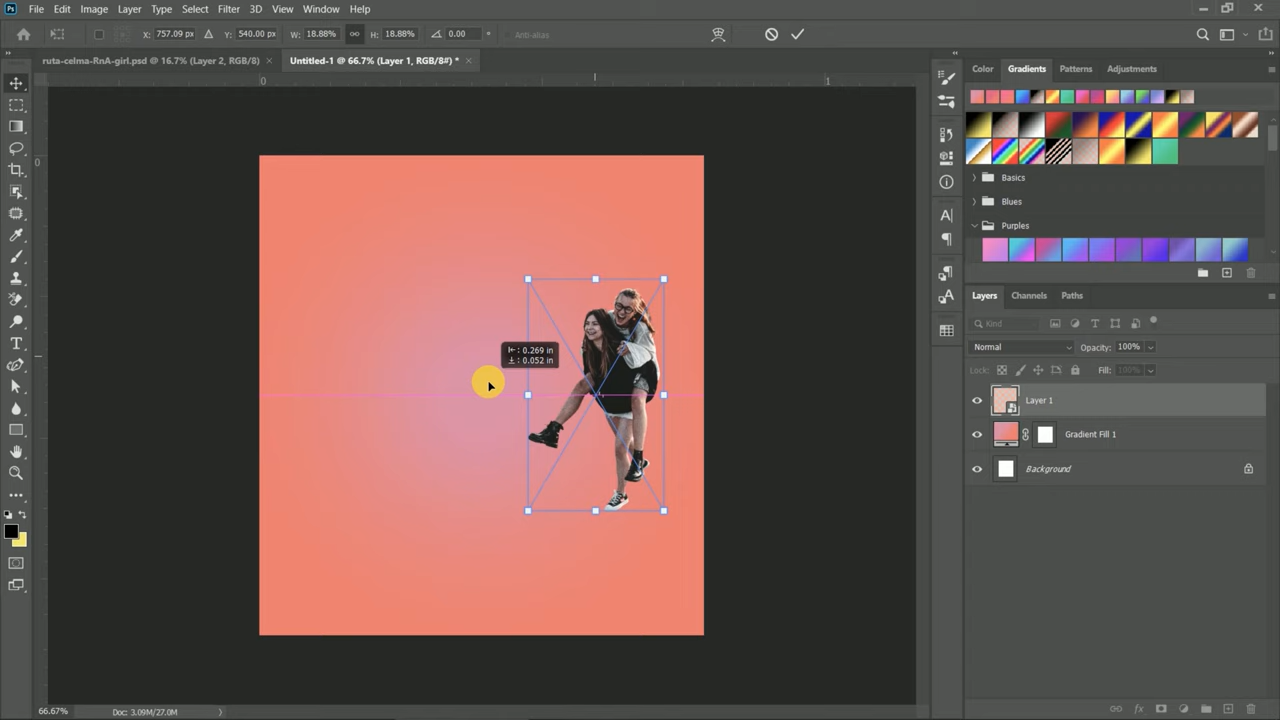 Ps File Edit Image Layer Type Select Filter 3D View Window Help
X: 757.09 px Y: 540.00 px W: 18.88% H: 18.88% 0.00 ° Anti-alias
ruta-celma-RnA-girl.psd @ 16.7% (Layer 2, RGB/8) × Untitled-1 @ 66.7% (Layer 1, RGB/8#) * ×
0 1
0
Color Gradients Patterns Adjustments
Basics
Blues
Purples
Layers Channels Paths
Kind
Normal Opacity: 100%
Lock: Fill: 100%
Layer 1
Gradient Fill 1
Background
: 0.269 in
: 0.052 in
66.67% Doc: 3.09M/27.0M